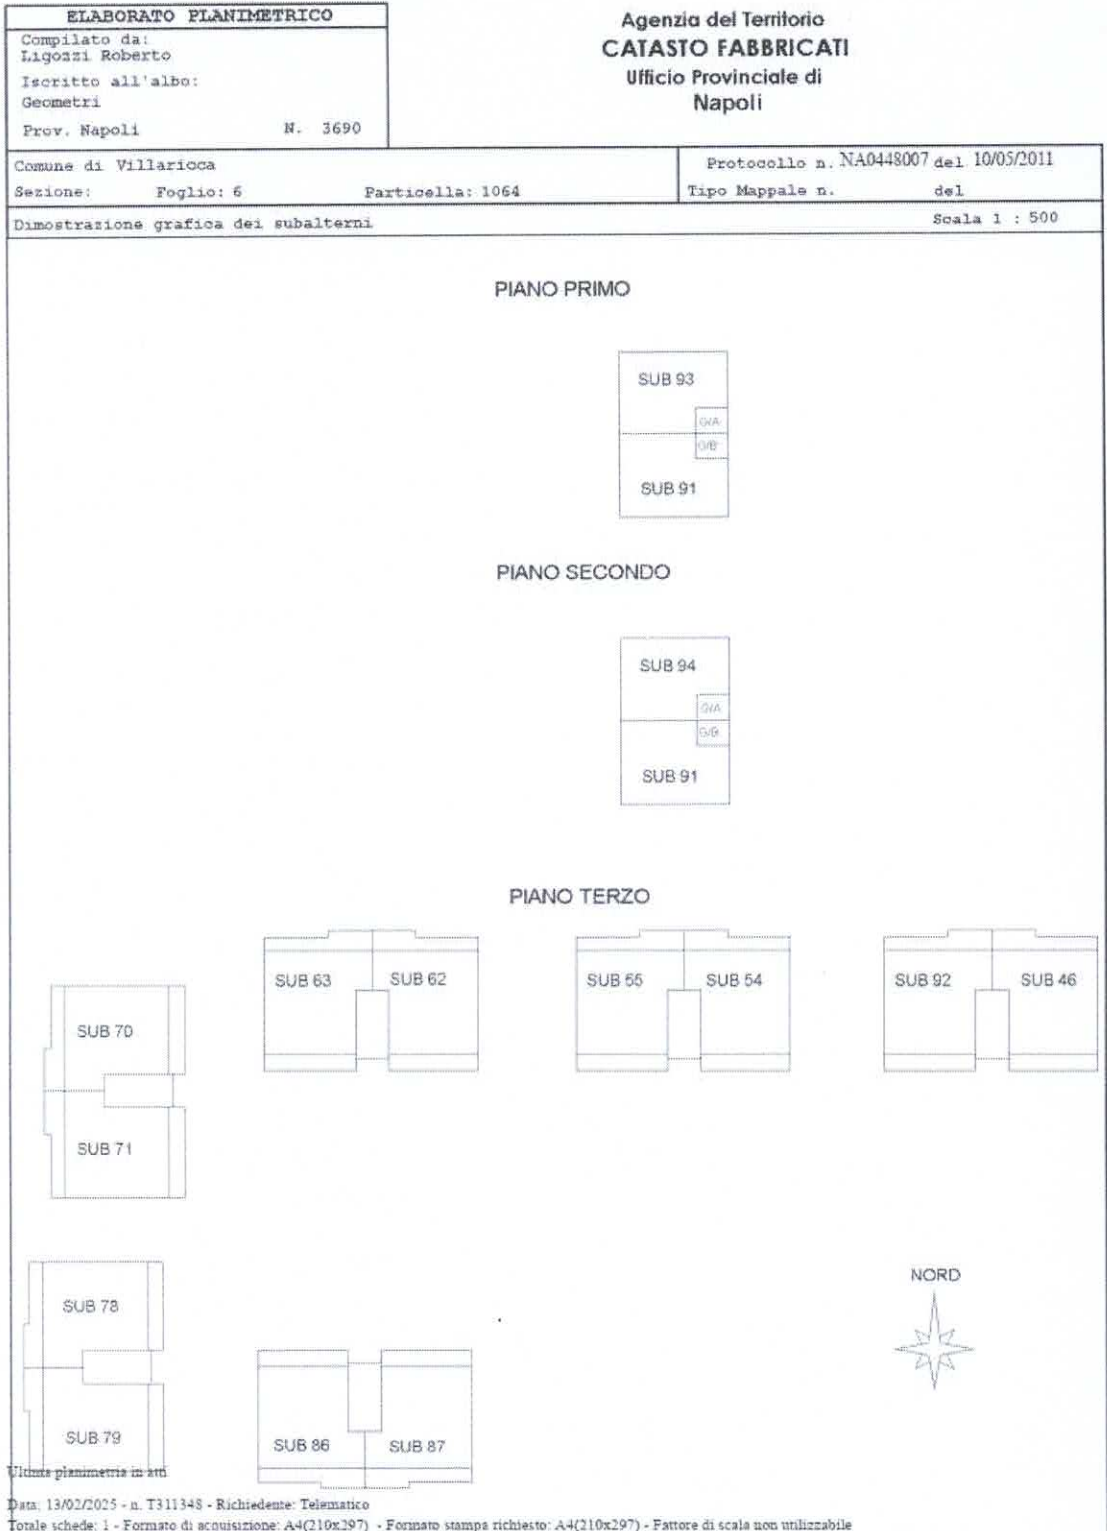 ELABORATO PLANIMETRICO
Compilato da:
Ligozzi Roberto
Iscritto all'albo:
Geometri
Prov. Napoli N. 3690
Agenzia del Territorio
CATASTO FABBRICATI
Ufficio Provinciale di
Napoli
Comune di Villaricca
Sezione: Foglio: 6 Particella: 1064
Protocollo n. NA0448007 del 10/05/2011
Tipo Mappale n. del
Dimostrazione grafica dei subalterni Scala 1 : 500
PIANO PRIMO
SUB 93
G/A
G/B
SUB 91
PIANO SECONDO
SUB 94
G/A
G/B
SUB 91
PIANO TERZO
SUB 63 SUB 62 SUB 55 SUB 54 SUB 92 SUB 46
SUB 70
SUB 71
NORD
SUB 78
SUB 79
SUB 86 SUB 87
Ultima planimetria in atti
Data: 13/02/2025 - n. T311348 - Richiedente: Telematico
Totale schede: 1 - Formato di acquisizione: A4(210x297) - Formato stampa richiesto: A4(210x297) - Fattore di scala non utilizzabile